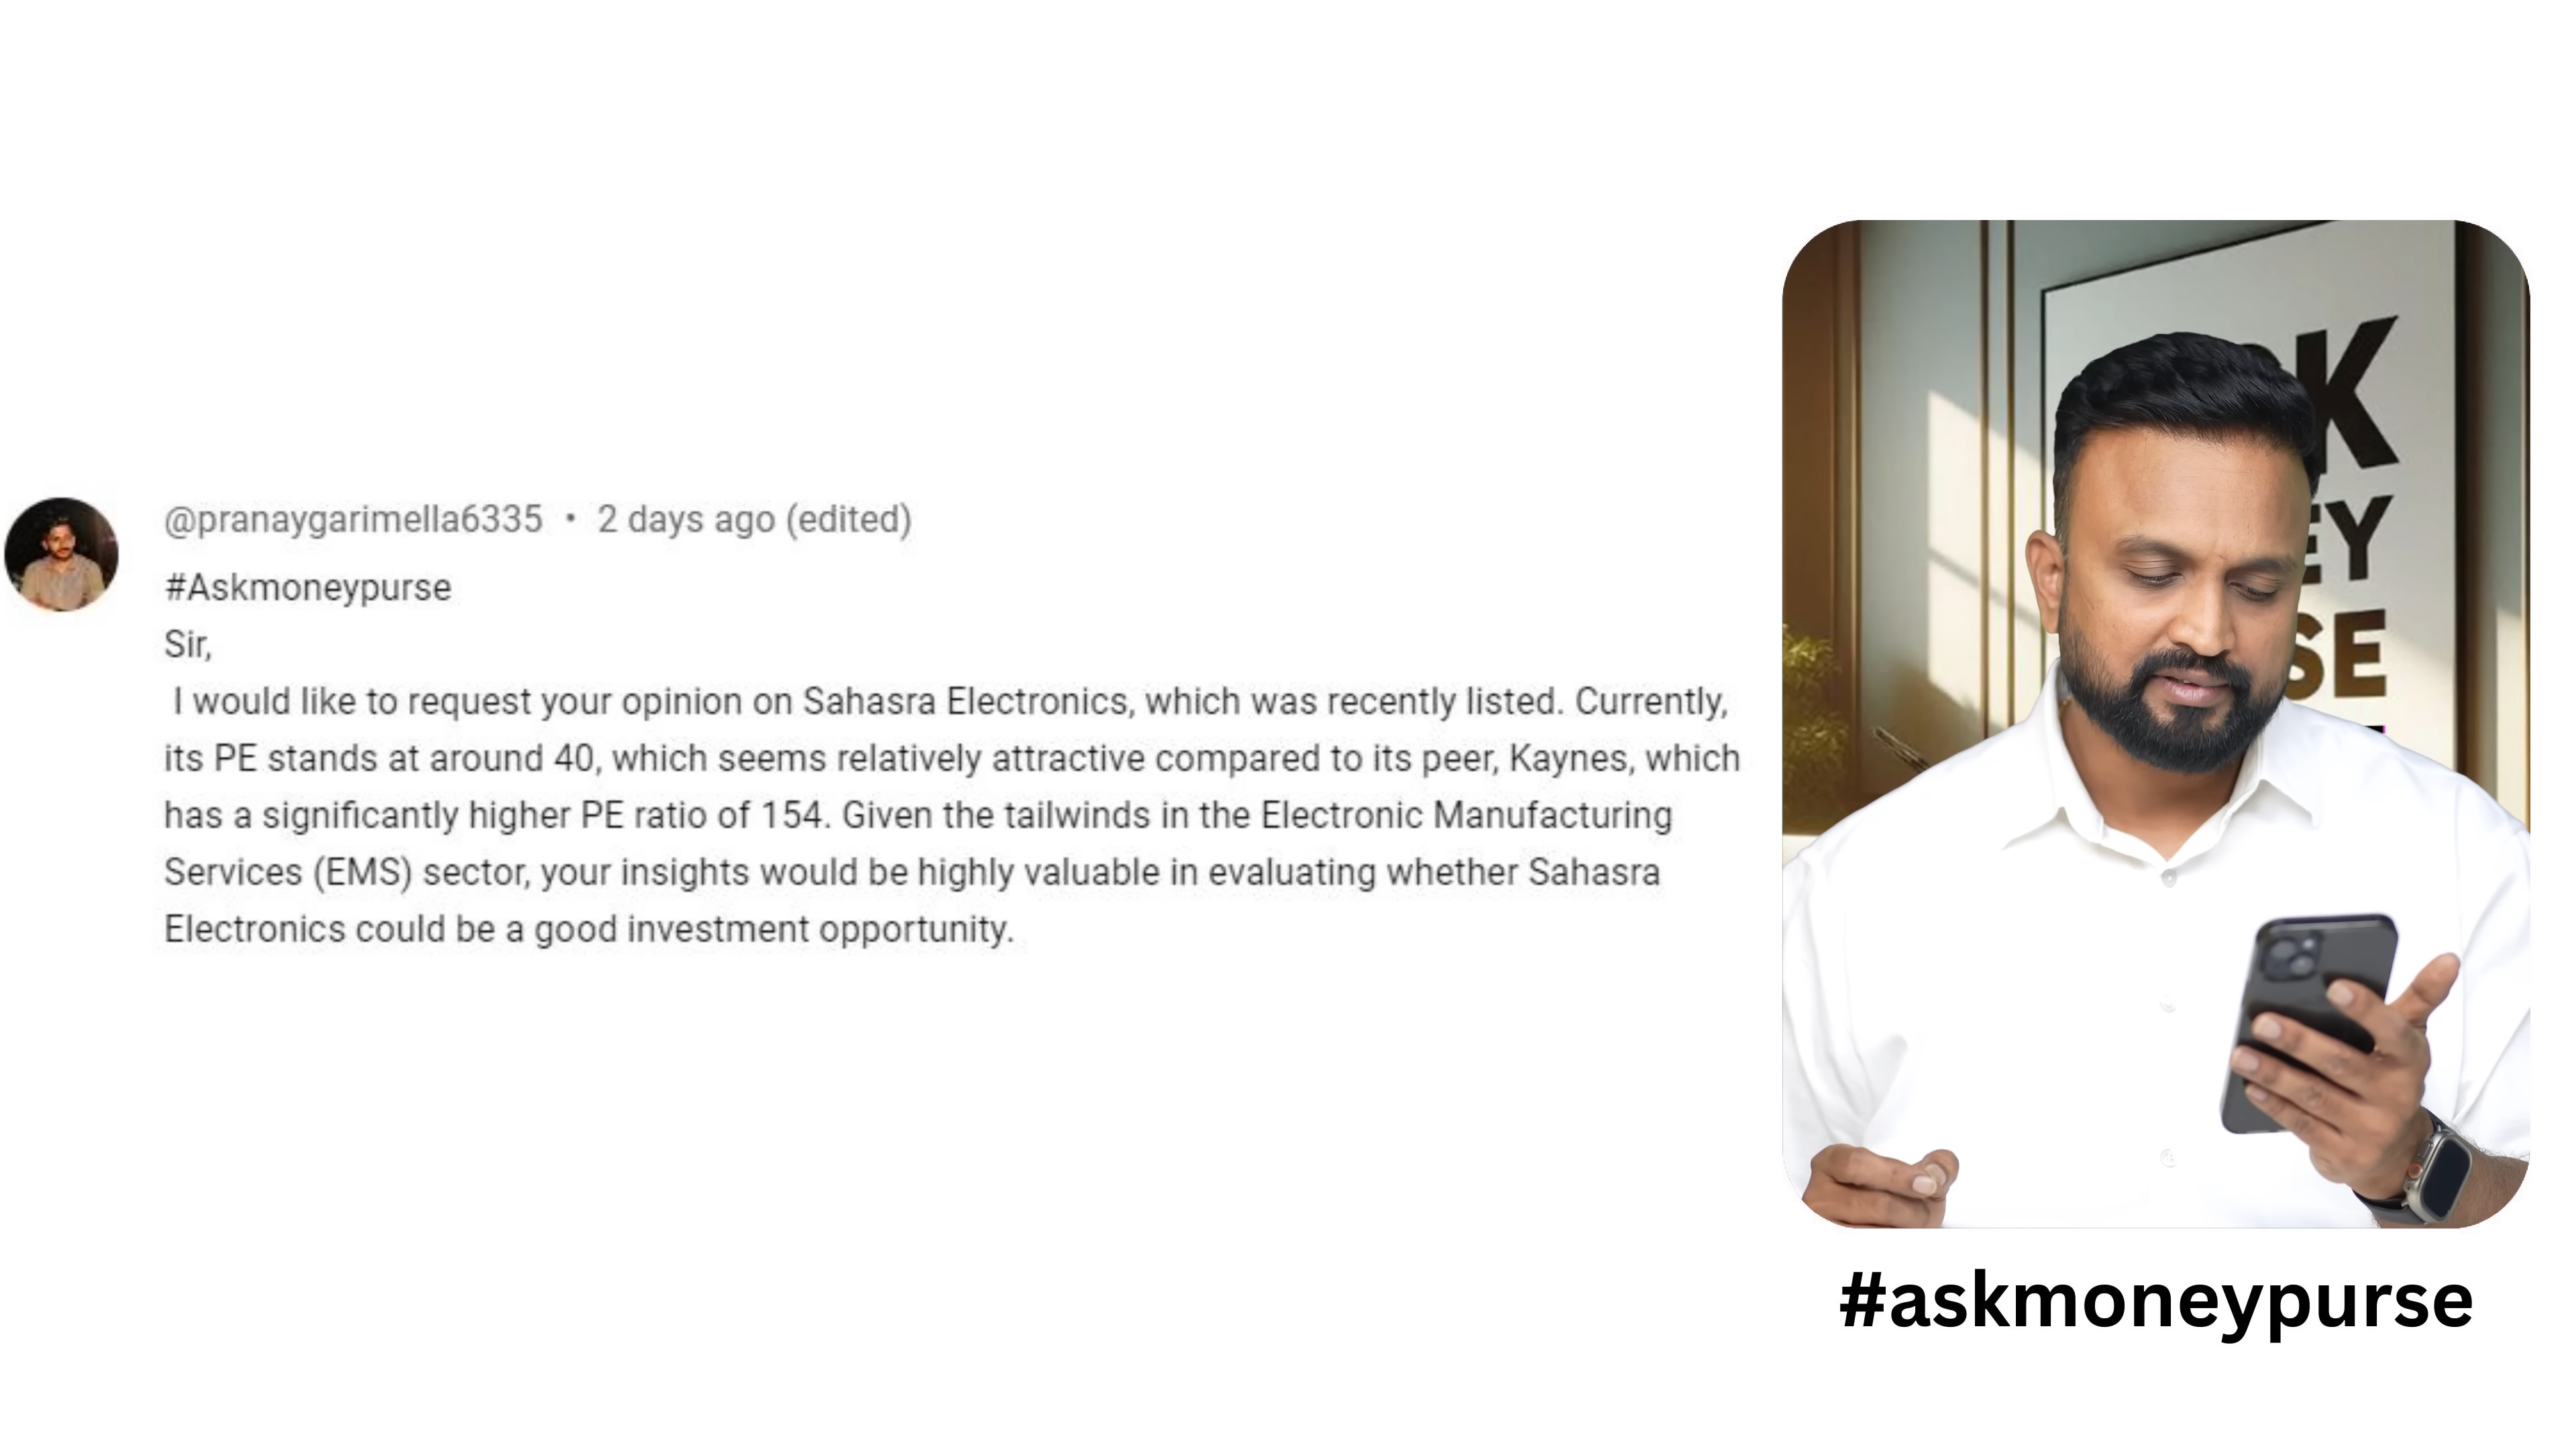 @pranaygarimella6335 • 2 days ago (edited)
#Askmoneypurse
Sir,
I would like to request your opinion on Sahasra Electronics, which was recently listed. Currently,
its PE stands at around 40, which seems relatively attractive compared to its peer, Kaynes, which
has a significantly higher PE ratio of 154. Given the tailwinds in the Electronic Manufacturing
Services (EMS) sector, your insights would be highly valuable in evaluating whether Sahasra
Electronics could be a good investment opportunity.
K
EY
SE
#askmoneypurse